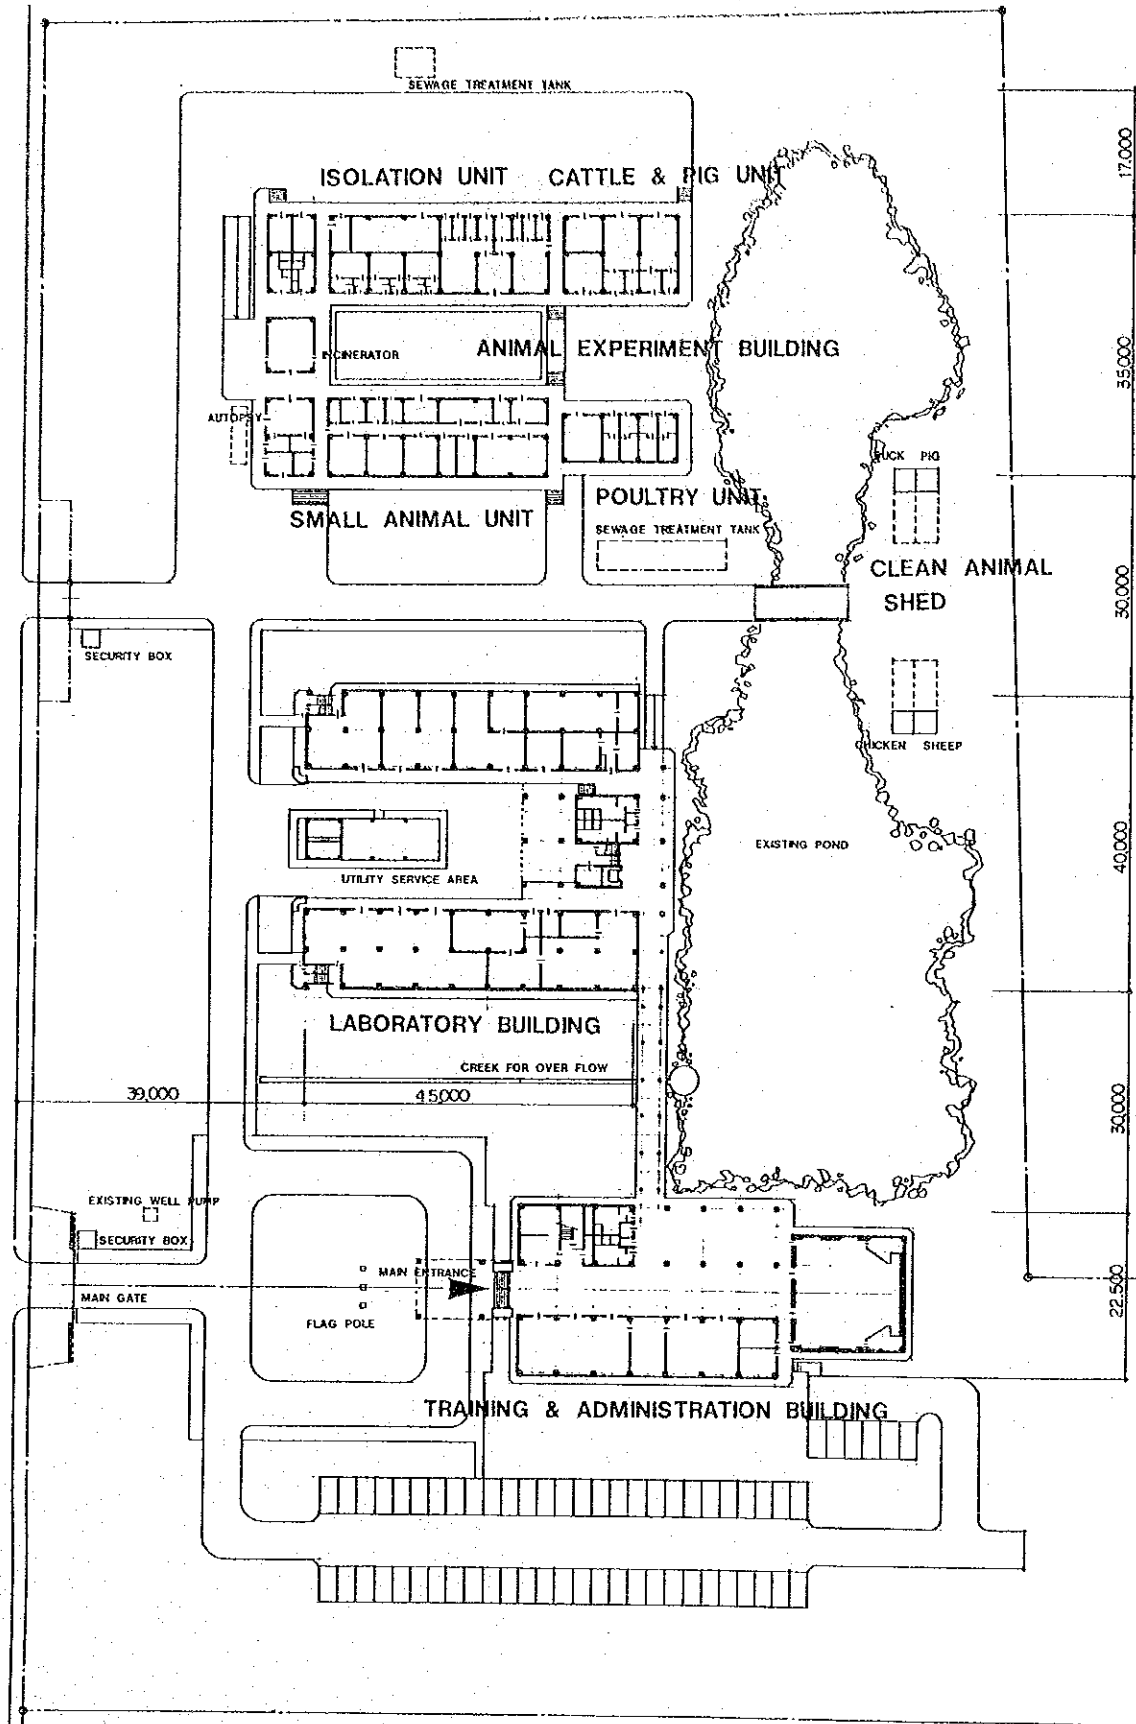 SEWAGE TREATMENT TANK
17,000
ISOLATION UNIT CATTLE & PIG UNIT
INCINERATOR
ANIMAL EXPERIMENT BUILDING
35,000
AUTOPSY
PIG
POULTRY UNIT
SMALL ANIMAL UNIT
SEWAGE TREATMENT TANK
CLEAN ANIMAL
SHED
30,000
SECURITY BOX
CHICKEN SHEEP
EXISTING POND
40,000
UTILITY SERVICE AREA
LABORATORY BUILDING
CREEK FOR OVER FLOW
39,000
45,000
30,000
EXISTING WELL PUMP
SECURITY BOX
MAIN ENTRANCE
MAIN GATE
FLAG POLE
22,500
TRAINING & ADMINISTRATION BUILDING